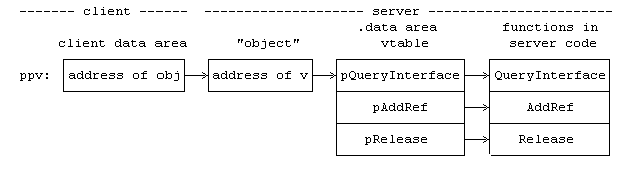 ------- client ------- ------------------- server -----------------------
.data area functions in
client data area "object" vtable server code
ppv: address of obj address of v pQueryInterface QueryInterface
pAddRef AddRef
pRelease Release